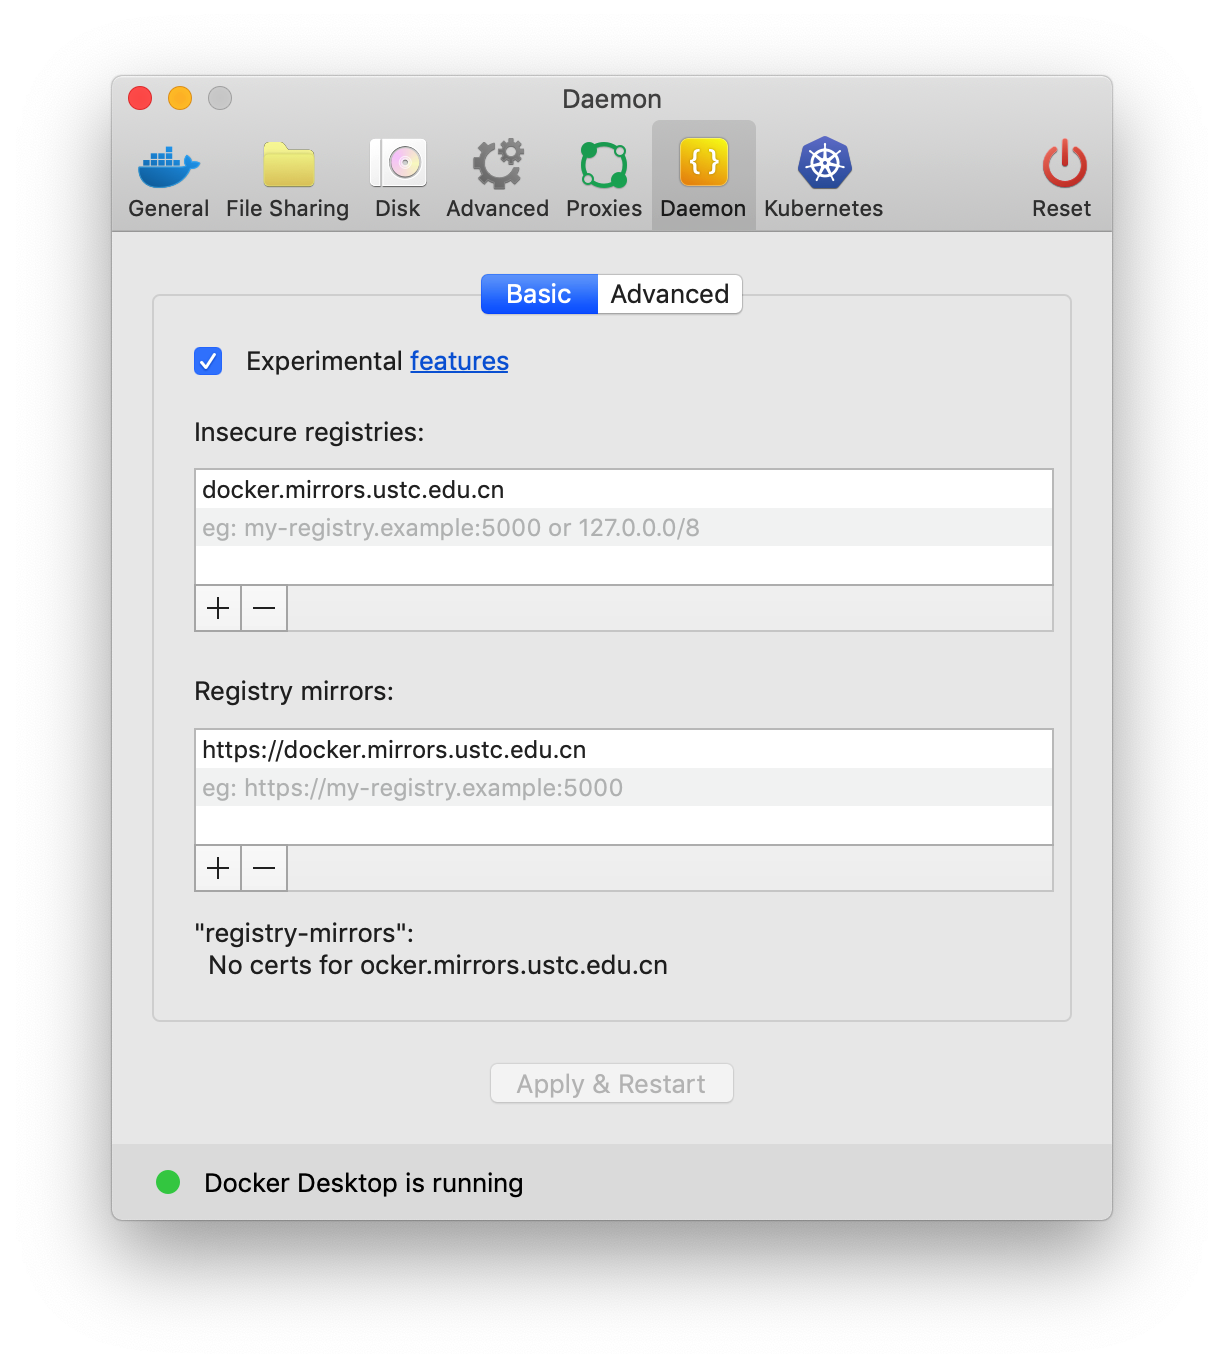 Daemon
General File Sharing Disk Advanced Proxies Daemon Kubernetes Reset
Basic Advanced
Experimental features
Insecure registries:
docker.mirrors.ustc.edu.cn
eg: my-registry.example:5000 or 127.0.0.0/8
Registry mirrors:
https://docker.mirrors.ustc.edu.cn
eg: https://my-registry.example:5000
"registry-mirrors":
No certs for ocker.mirrors.ustc.edu.cn
Apply & Restart
Docker Desktop is running